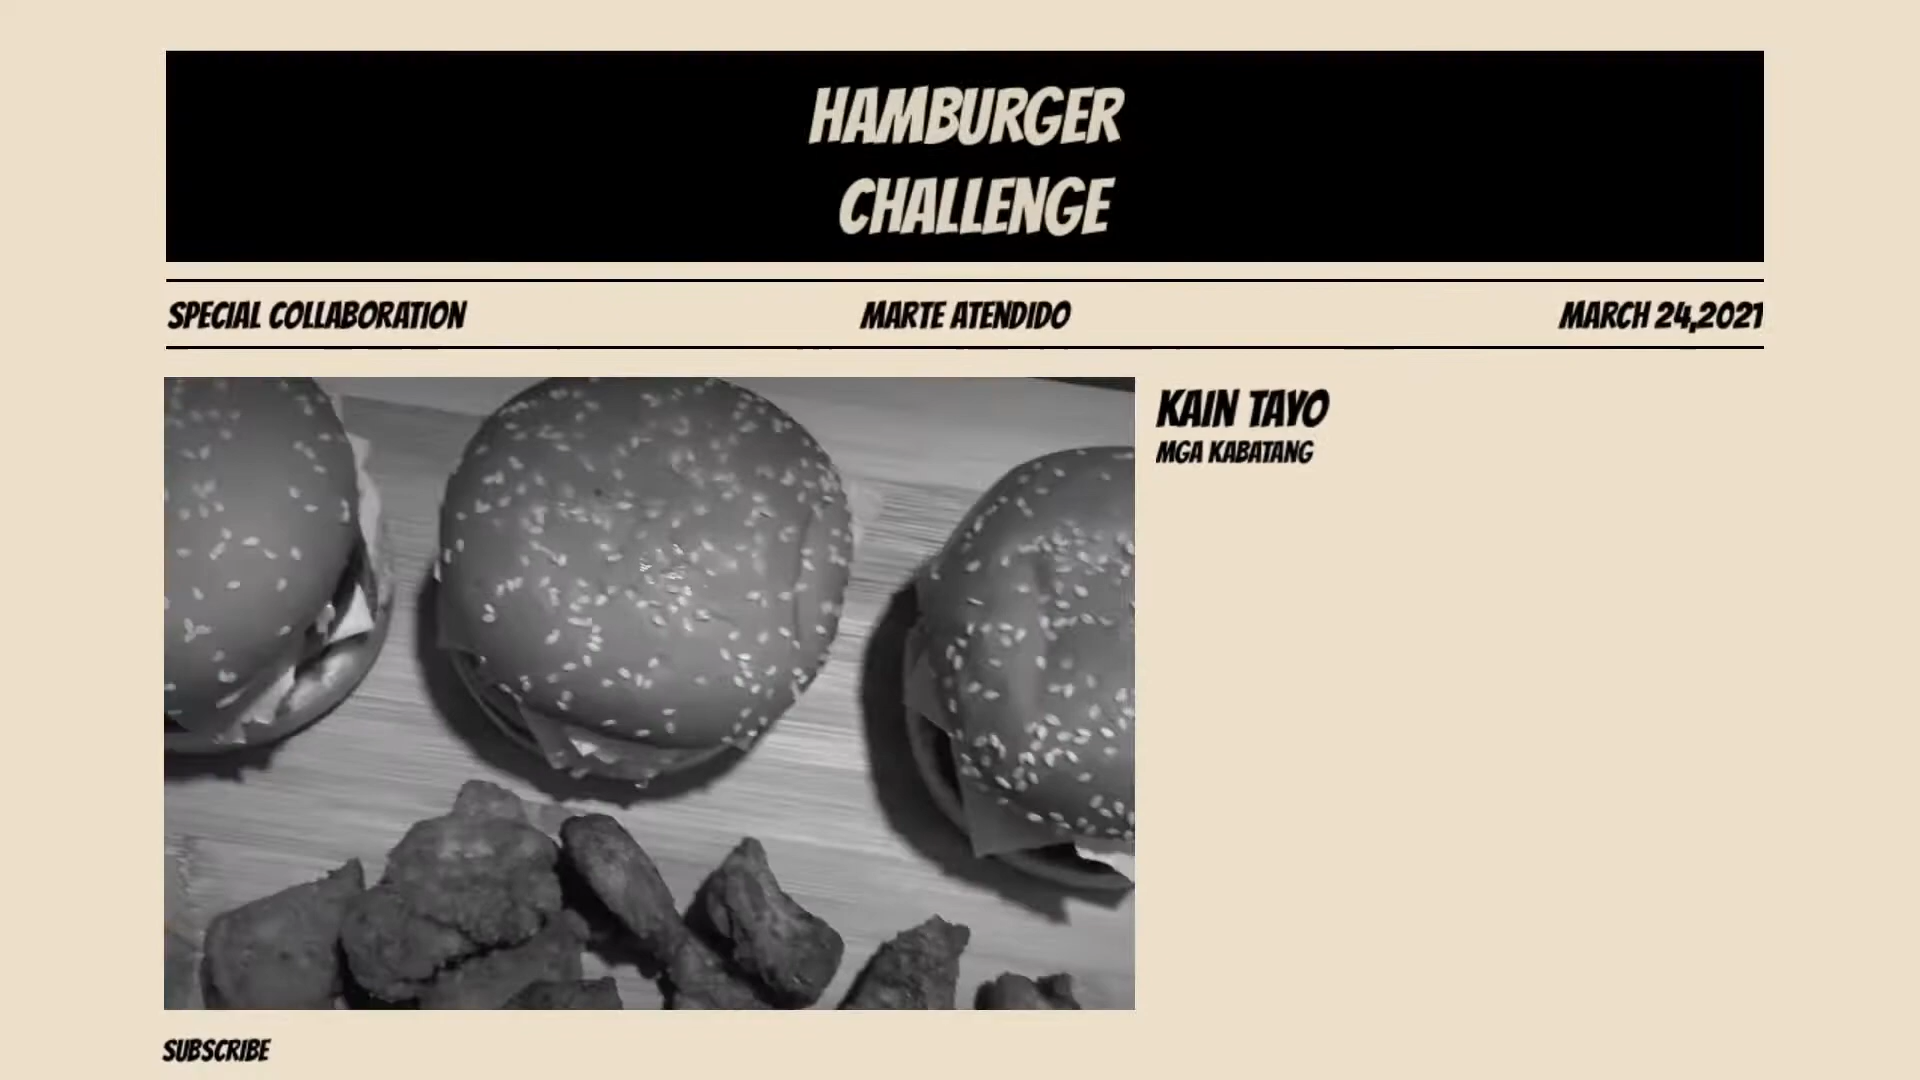 HAMBURGER
CHALLENGE
SPECIAL COLLABORATION
MARTE ATENDIDO
MARCH 24,2021
KAIN TAYO
MGA KABATANG
SUBSCRIBE